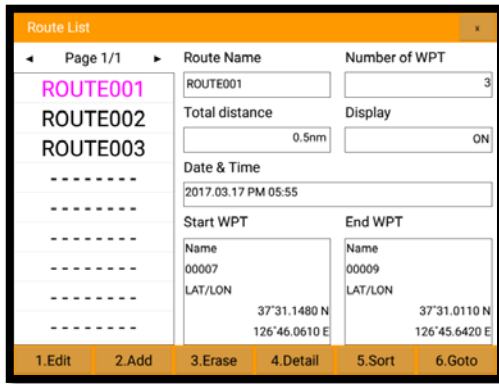 Route List
x
◄ Page 1/1 ►
ROUTE001
ROUTE002
ROUTE003
--------
--------
--------
--------
--------
--------
Route Name
ROUTE001
Number of WPT
3
Total distance
0.5nm
Display
ON
Date & Time
2017.03.17 PM 05:55
Start WPT
Name
00007
LAT/LON
37°31.1480 N
126°46.0610 E
End WPT
Name
00009
LAT/LON
37°31.0110 N
126°45.6420 E
1.Edit 2.Add 3.Erase 4.Detail 5.Sort 6.Goto